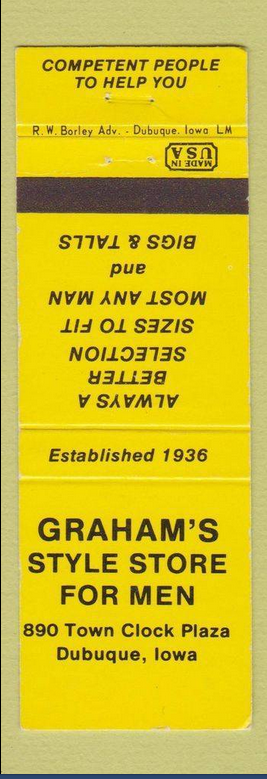 COMPETENT PEOPLE
TO HELP YOU
R. W. Borley Adv. - Dubuque, Iowa LM
MADE IN
USA
ALWAYS A
BETTER
SELECTION
SIZES TO FIT
MOST ANY MAN
and
BIGS & TALLS
Established 1936
GRAHAM'S
STYLE STORE
FOR MEN
890 Town Clock Plaza
Dubuque, Iowa